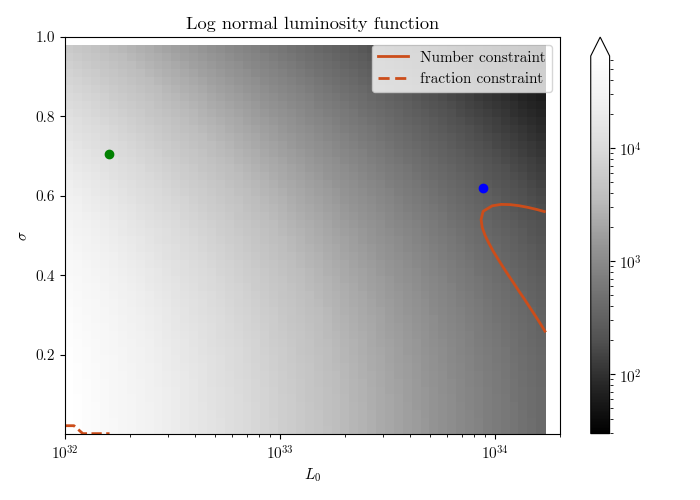 Log normal luminosity function
Number constraint
fraction constraint
1.0
0.8
0.6
0.4
0.2
σ
10^32
10^33
10^34
L_0
10^4
10^3
10^2